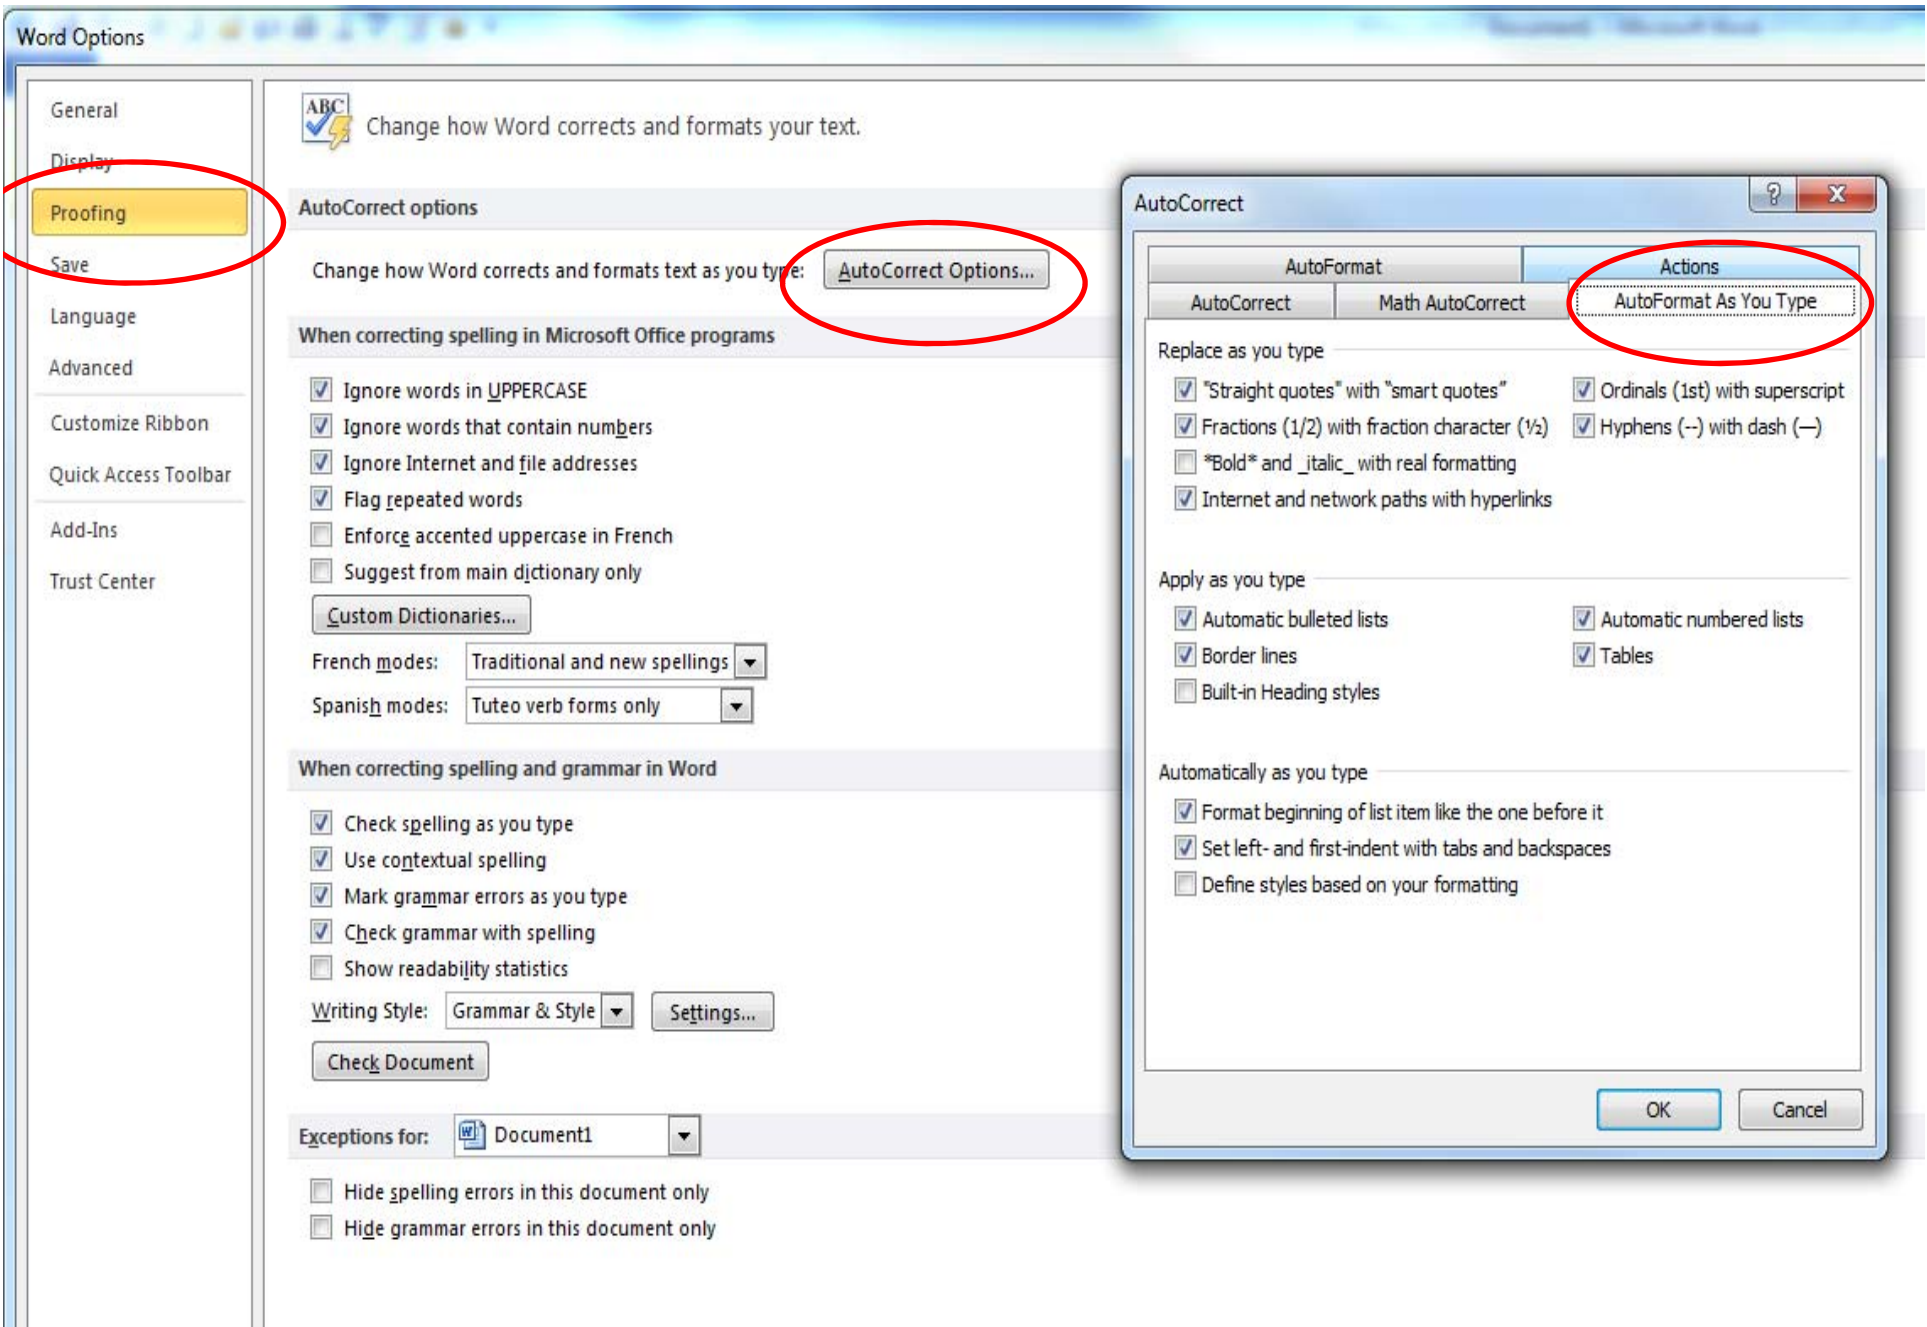 Word Options
General
Display
Proofing
Save
Language
Advanced
Customize Ribbon
Quick Access Toolbar
Add-Ins
Trust Center
ABC
Change how Word corrects and formats your text.
AutoCorrect options
Change how Word corrects and formats text as you type: AutoCorrect Options...
When correcting spelling in Microsoft Office programs
Ignore words in UPPERCASE
Ignore words that contain numbers
Ignore Internet and file addresses
Flag repeated words
Enforce accented uppercase in French
Suggest from main dictionary only
Custom Dictionaries...
French modes: Traditional and new spellings
Spanish modes: Tuteo verb forms only
When correcting spelling and grammar in Word
Check spelling as you type
Use contextual spelling
Mark grammar errors as you type
Check grammar with spelling
Show readability statistics
Writing Style: Grammar & Style Settings...
Check Document
Exceptions for: Document1
Hide spelling errors in this document only
Hide grammar errors in this document only
AutoCorrect
AutoFormat Actions
AutoCorrect Math AutoCorrect AutoFormat As You Type
Replace as you type
"Straight quotes" with “smart quotes” Ordinals (1st) with superscript
Fractions (1/2) with fraction character (½) Hyphens (--) with dash (—)
*Bold* and _italic_ with real formatting
Internet and network paths with hyperlinks
Apply as you type
Automatic bulleted lists Automatic numbered lists
Border lines Tables
Built-in Heading styles
Automatically as you type
Format beginning of list item like the one before it
Set left- and first-indent with tabs and backspaces
Define styles based on your formatting
OK Cancel